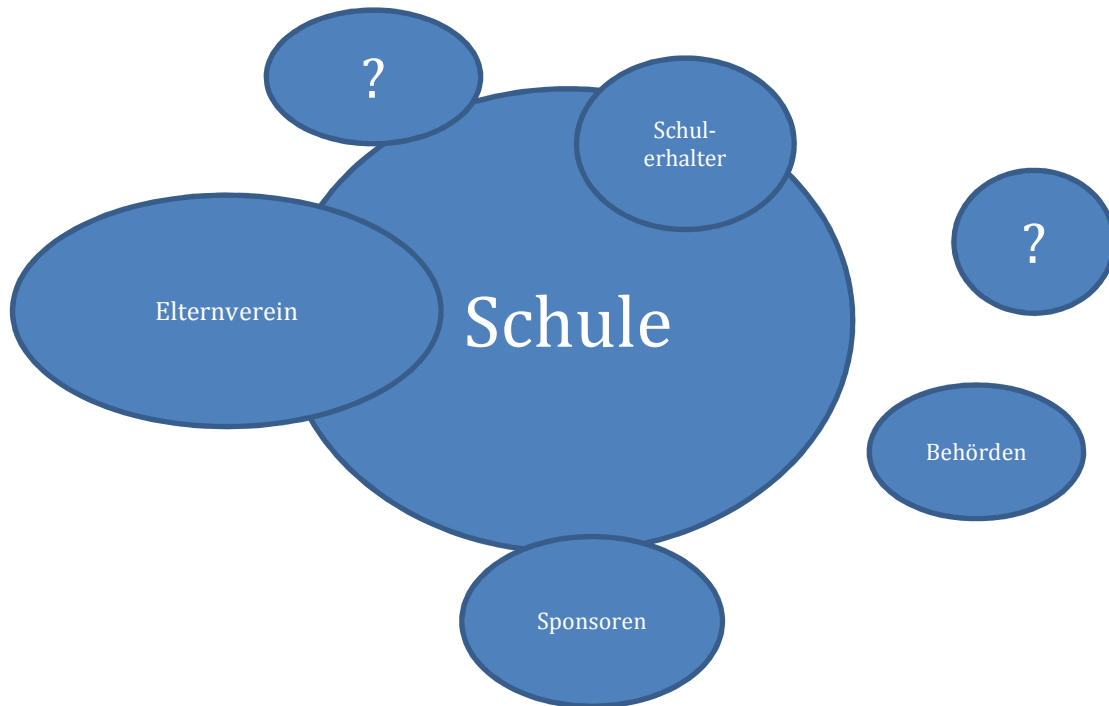 ?
Schul-
erhalter
?
Elternverein
Schule
Behörden
Sponsoren